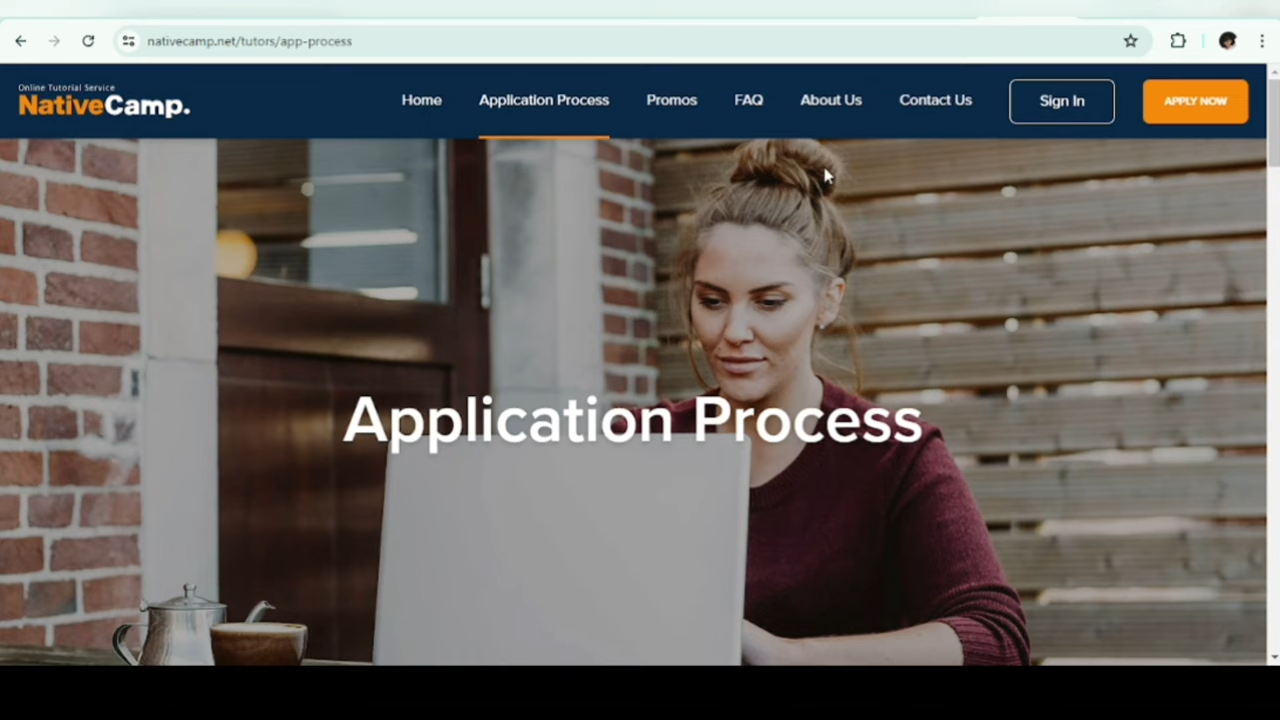 nativecamp.net/tutors/app-process
Online Tutorial Service
NativeCamp.
Home
Application Process
Promos
FAQ
About Us
Contact Us
Sign In
APPLY NOW
Application Process